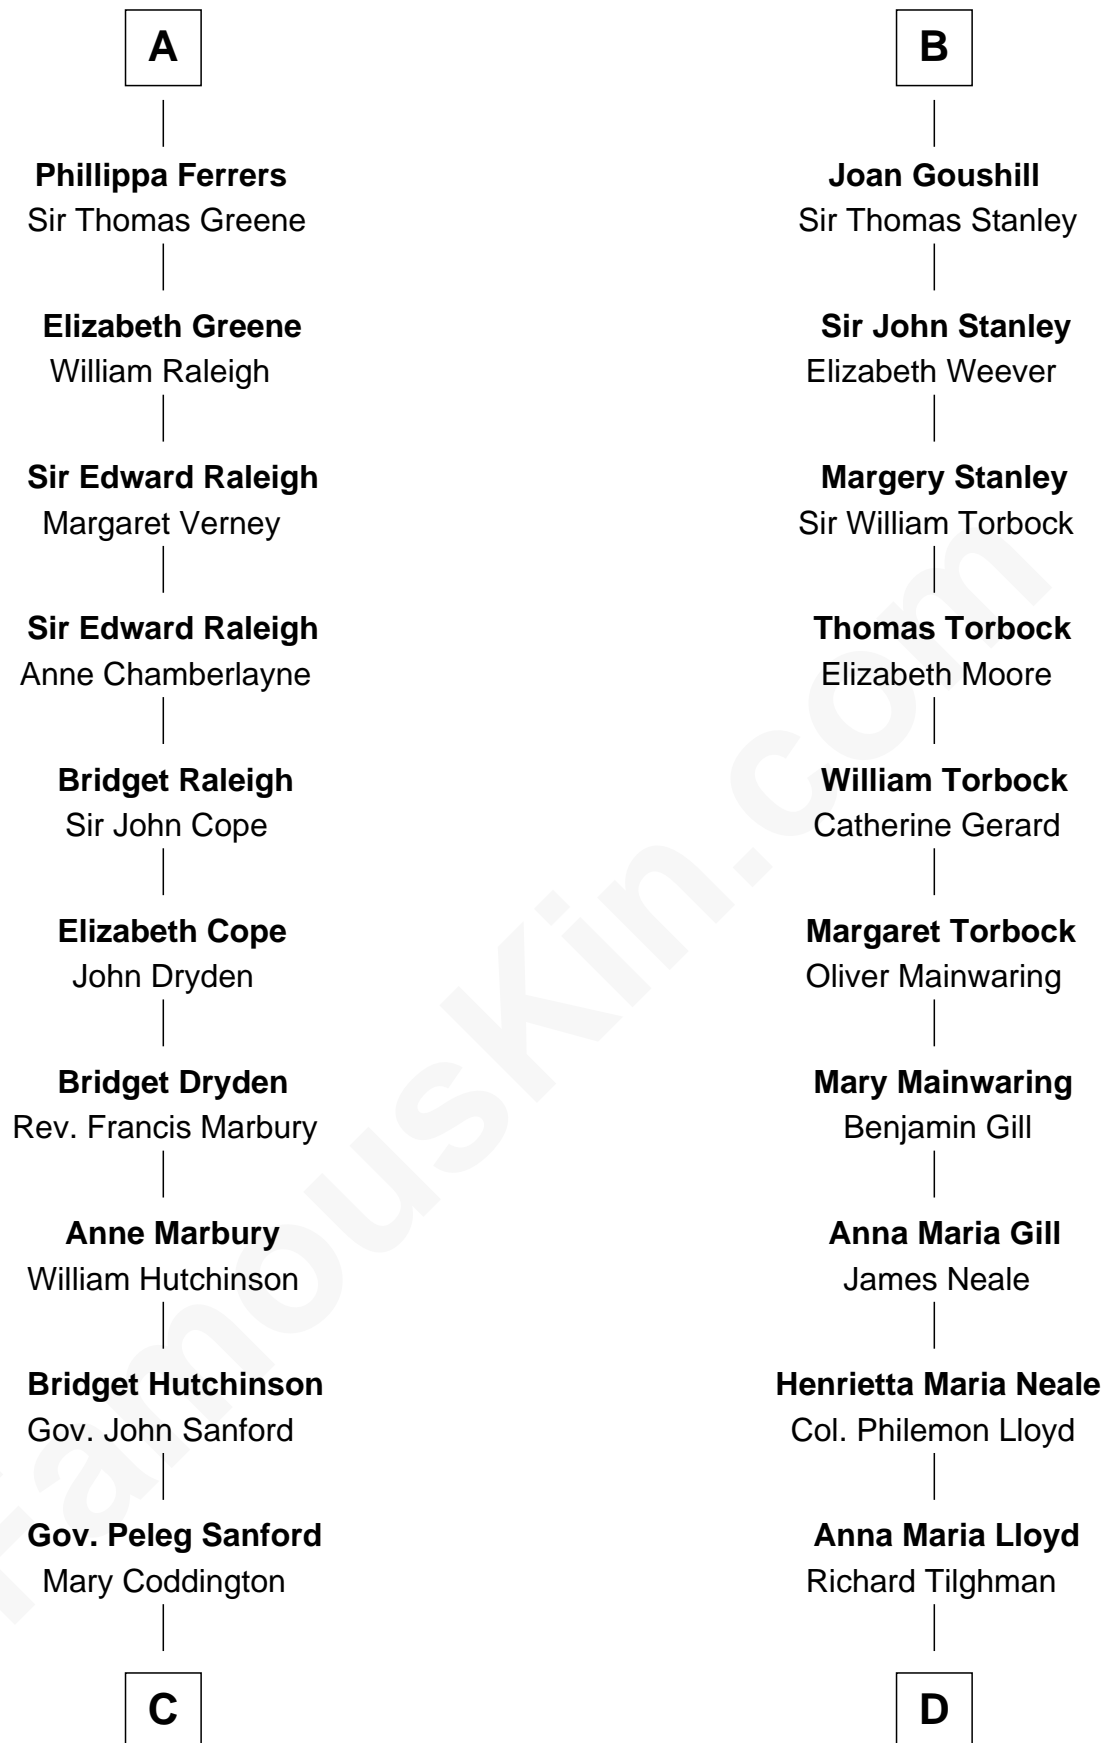 A
Phillippa Ferrers
Sir Thomas Greene
Elizabeth Greene
William Raleigh
Sir Edward Raleigh
Margaret Verney
Sir Edward Raleigh
Anne Chamberlayne
Bridget Raleigh
Sir John Cope
Elizabeth Cope
John Dryden
Bridget Dryden
Rev. Francis Marbury
Anne Marbury
William Hutchinson
Bridget Hutchinson
Gov. John Sanford
Gov. Peleg Sanford
Mary Coddington
C
B
Joan Goushill
Sir Thomas Stanley
Sir John Stanley
Elizabeth Weever
Margery Stanley
Sir William Torbock
Thomas Torbock
Elizabeth Moore
William Torbock
Catherine Gerard
Margaret Torbock
Oliver Mainwaring
Mary Mainwaring
Benjamin Gill
Anna Maria Gill
James Neale
Henrietta Maria Neale
Col. Philemon Lloyd
Anna Maria Lloyd
Richard Tilghman
D
FamousKin.com